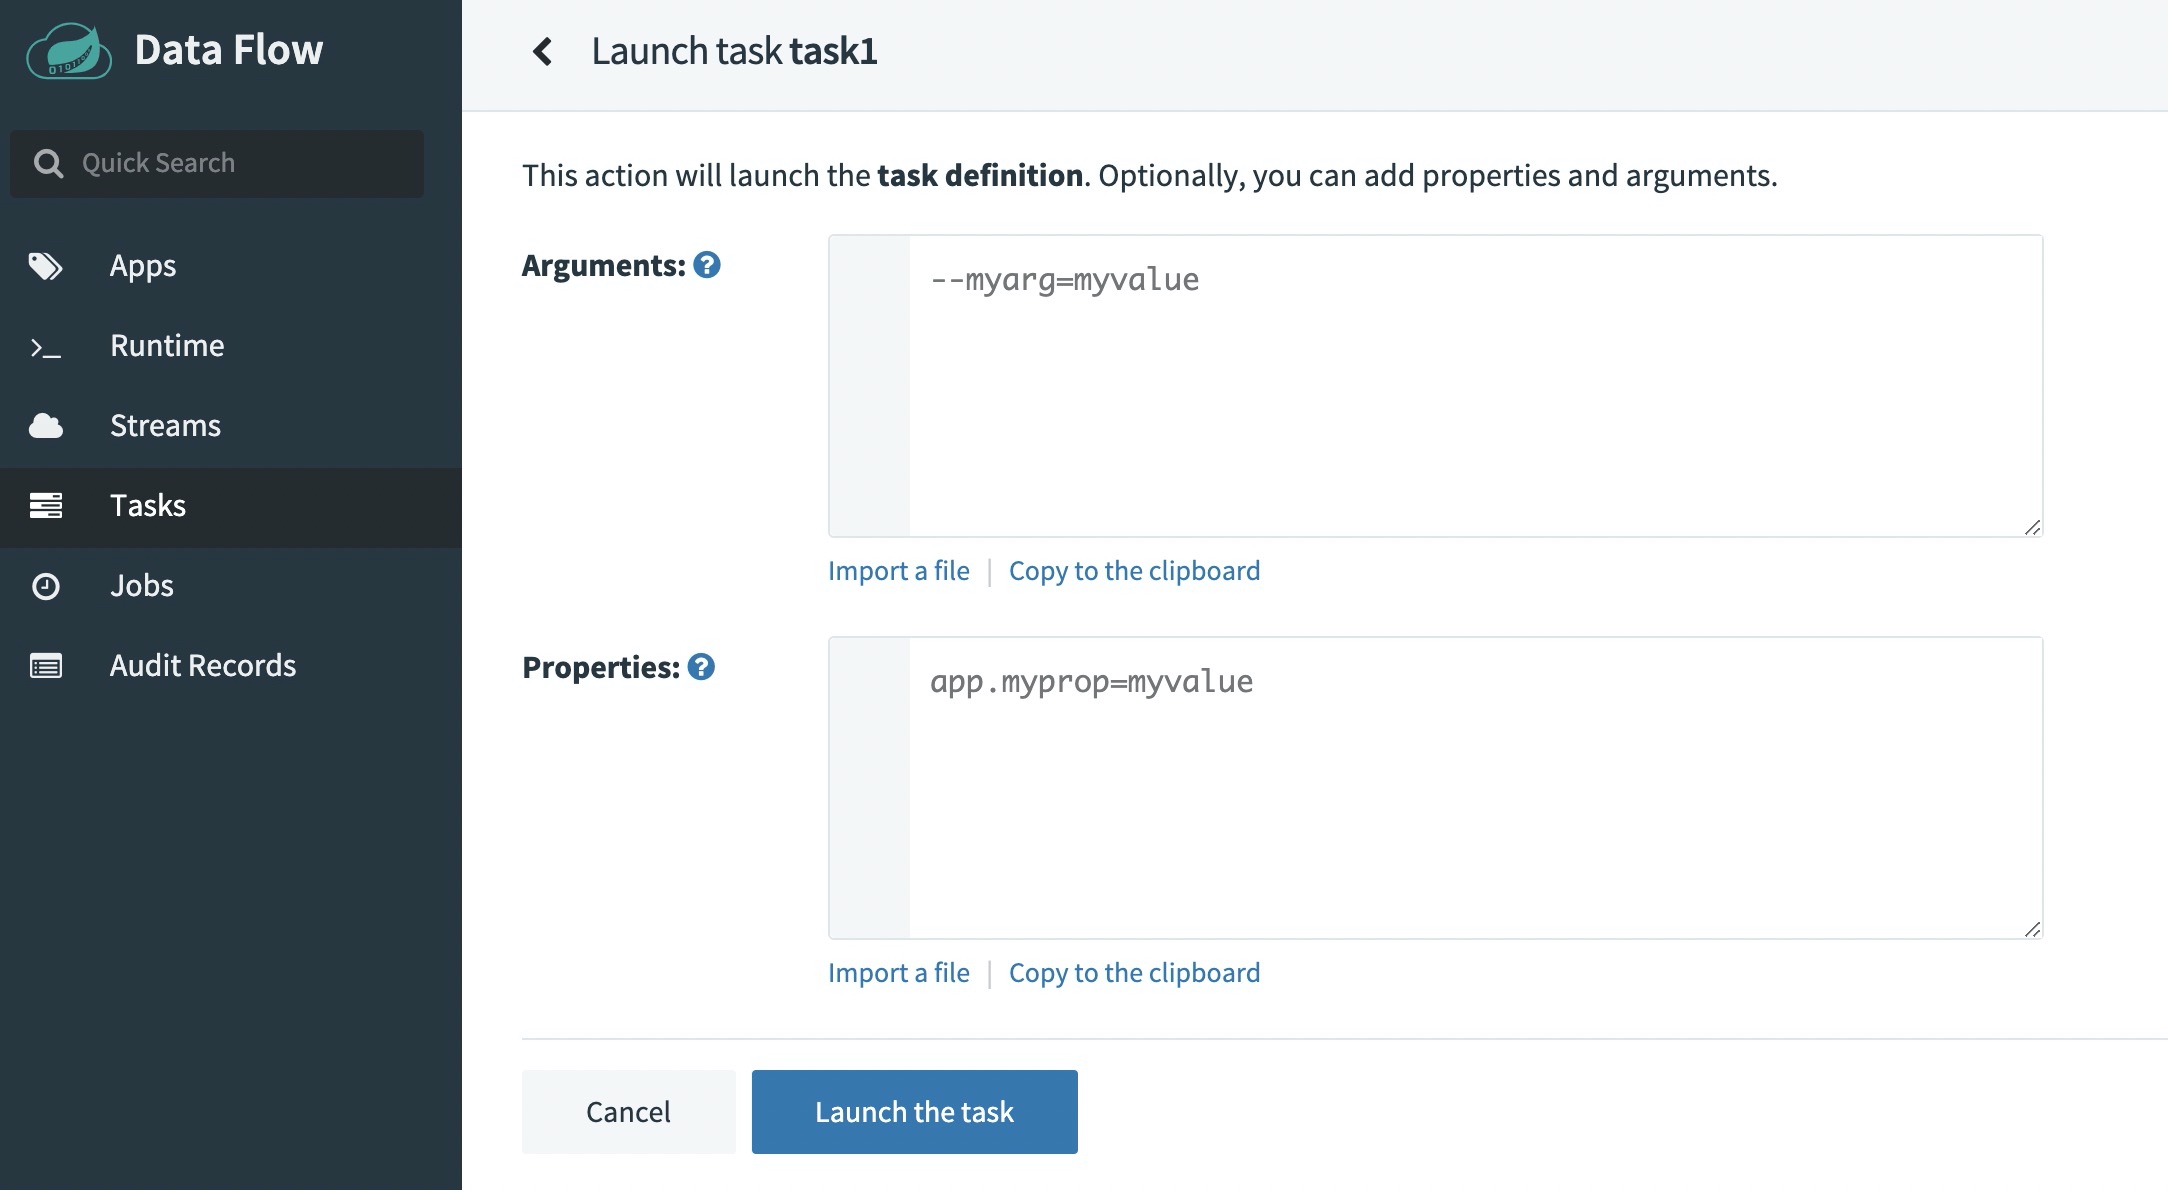 Data Flow
Quick Search
Apps
Runtime
Streams
Tasks
Jobs
Audit Records
Launch task task1
This action will launch the task definition. Optionally, you can add properties and arguments.
Arguments:
--myarg=myvalue
Import a file | Copy to the clipboard
Properties:
app.myprop=myvalue
Import a file | Copy to the clipboard
Cancel
Launch the task